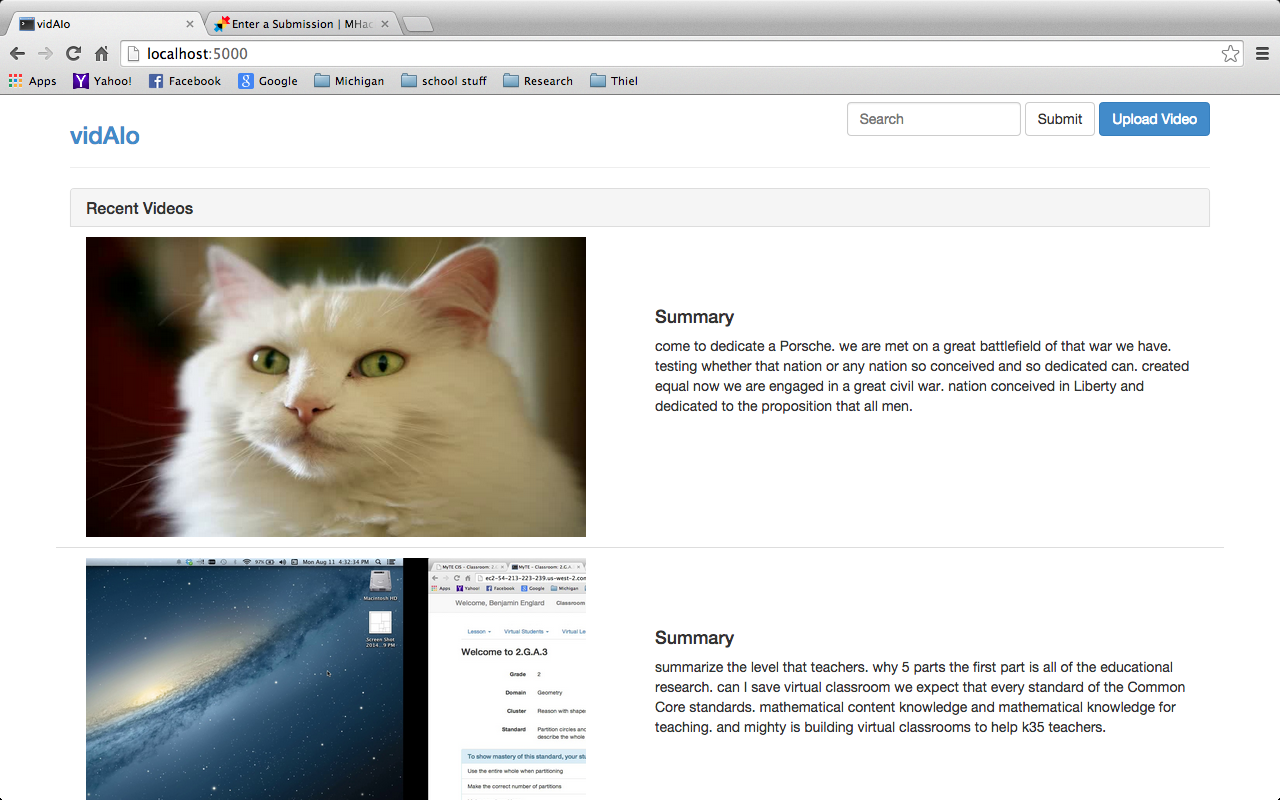 vidAlo
Enter a Submission | MHac
localhost:5000
Apps Yahoo! Facebook Google Michigan school stuff Research Thiel
vidAlo
Search Submit Upload Video
Recent Videos
Summary
come to dedicate a Porsche. we are met on a great battlefield of that war we have.
testing whether that nation or any nation so conceived and so dedicated can. created
equal now we are engaged in a great civil war. nation conceived in Liberty and
dedicated to the proposition that all men.
97% Mon Aug 11 4:32:34 PM
Macintosh HD
Screen Shot
2014...9 PM
MyTE CIS - Classroom: 2
MyTE - Classroom: 2.G.A.
ec2-54-213-223-239.us-west-2.com
Apps Yahoo! Facebook Google Michigan
Welcome, Benjamin England Classroom
Lesson Virtual Students Virtual Le
Welcome to 2.G.A.3
Grade 2
Domain Geometry
Cluster Reason with shape
Standard Partition circles and
describe the whole
To show mastery of this standard, your stu
Use the entire whole when partitioning
Make the correct number of partitions
Summary
summarize the level that teachers. why 5 parts the first part is all of the educational
research. can I save virtual classroom we expect that every standard of the Common
Core standards. mathematical content knowledge and mathematical knowledge for
teaching. and mighty is building virtual classrooms to help k35 teachers.